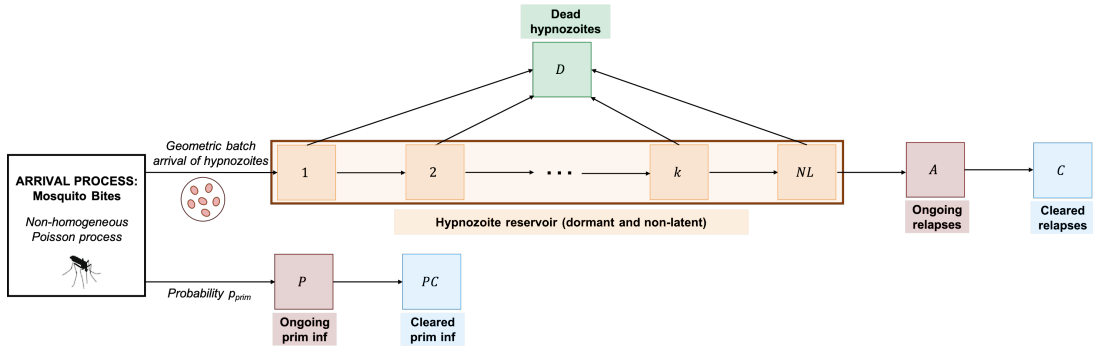 Dead
hypnozoites
D
Geometric batch
arrival of hypnozoites
ARRIVAL PROCESS:
Mosquito Bites
Non-homogeneous
Poisson process
1
2
...
k
NL
A
C
Hypnozoite reservoir (dormant and non-latent)
Ongoing
relapses
Cleared
relapses
Probability p_prim
P
PC
Ongoing
prim inf
Cleared
prim inf